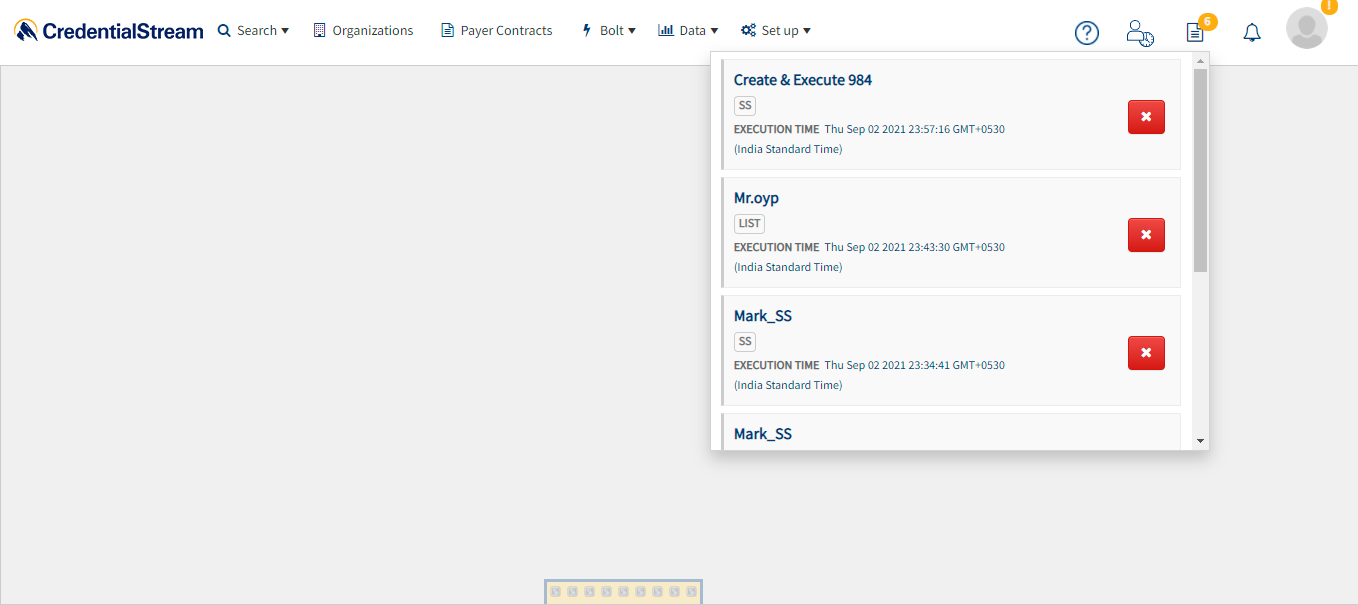 CredentialStream Search Organizations Payer Contracts Bolt Data Set up ? 6 !
Create & Execute 984
SS
EXECUTION TIME Thu Sep 02 2021 23:57:16 GMT+0530
(India Standard Time)
Mr.oyp
LIST
EXECUTION TIME Thu Sep 02 2021 23:43:30 GMT+0530
(India Standard Time)
Mark_SS
SS
EXECUTION TIME Thu Sep 02 2021 23:34:41 GMT+0530
(India Standard Time)
Mark_SS